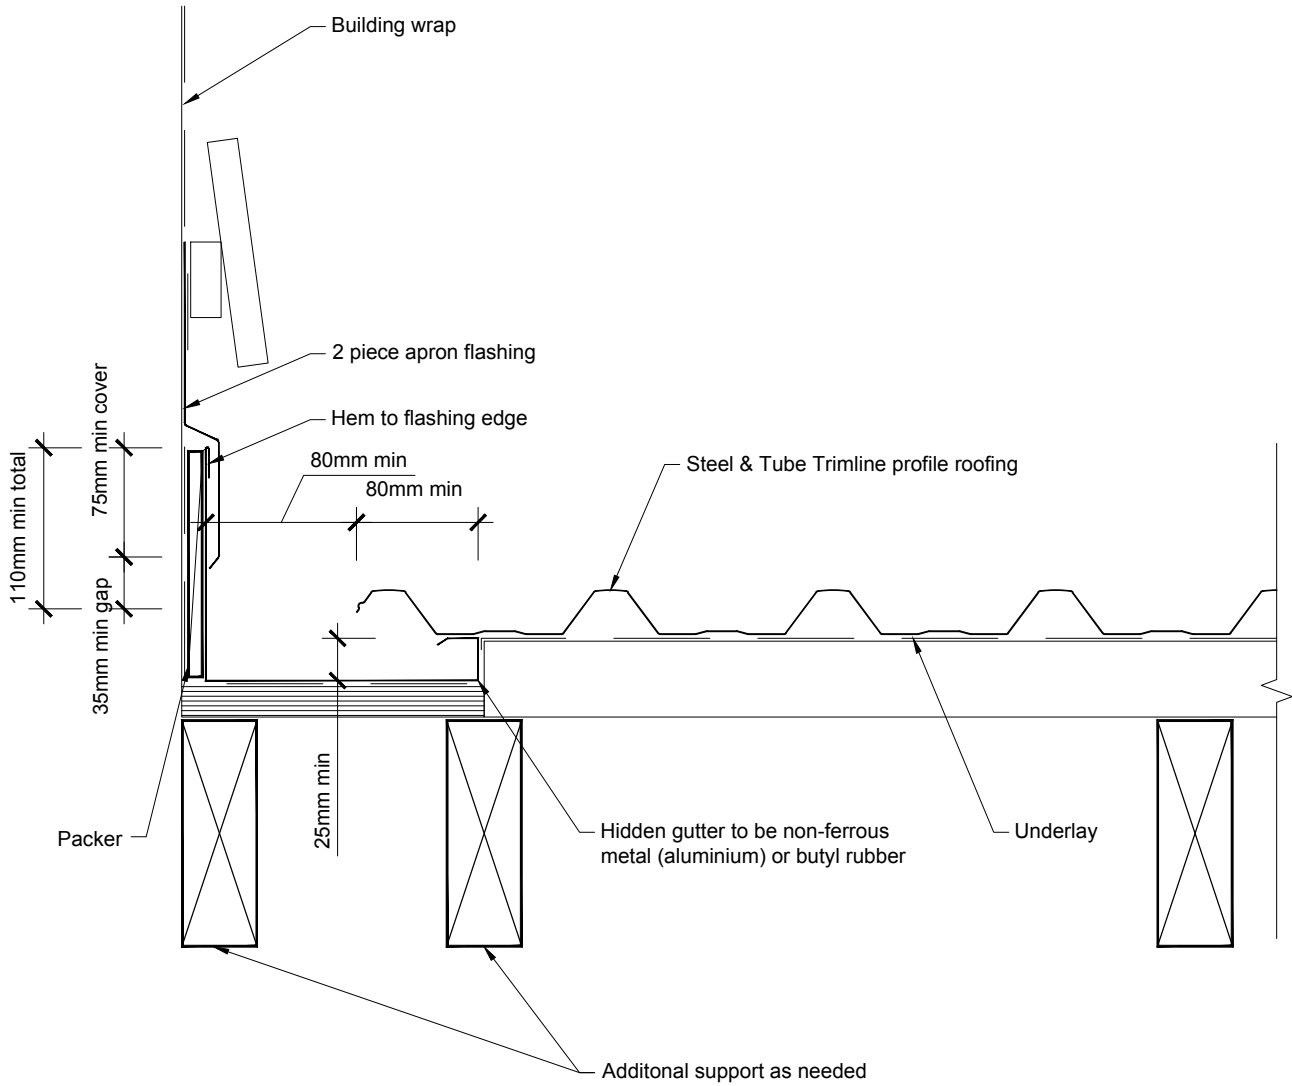 Building wrap
2 piece apron flashing
Hem to flashing edge
80mm min
80mm min
Steel & Tube Trimline profile roofing
110mm min total
75mm min cover
35mm min gap
25mm min
Packer
Hidden gutter to be non-ferrous
metal (aluminium) or butyl rubber
Underlay
Additonal support as needed